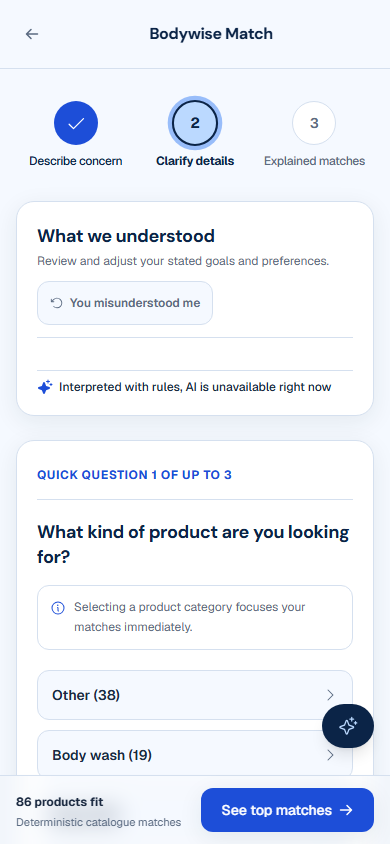 Bodywise Match
2
3
Describe concern
Clarify details
Explained matches
What we understood
Review and adjust your stated goals and preferences.
You misunderstood me
Interpreted with rules, AI is unavailable right now
QUICK QUESTION 1 OF UP TO 3
What kind of product are you looking
for?
Selecting a product category focuses your
matches immediately.
Other (38)
Body wash (19)
86 products fit
Deterministic catalogue matches
See top matches